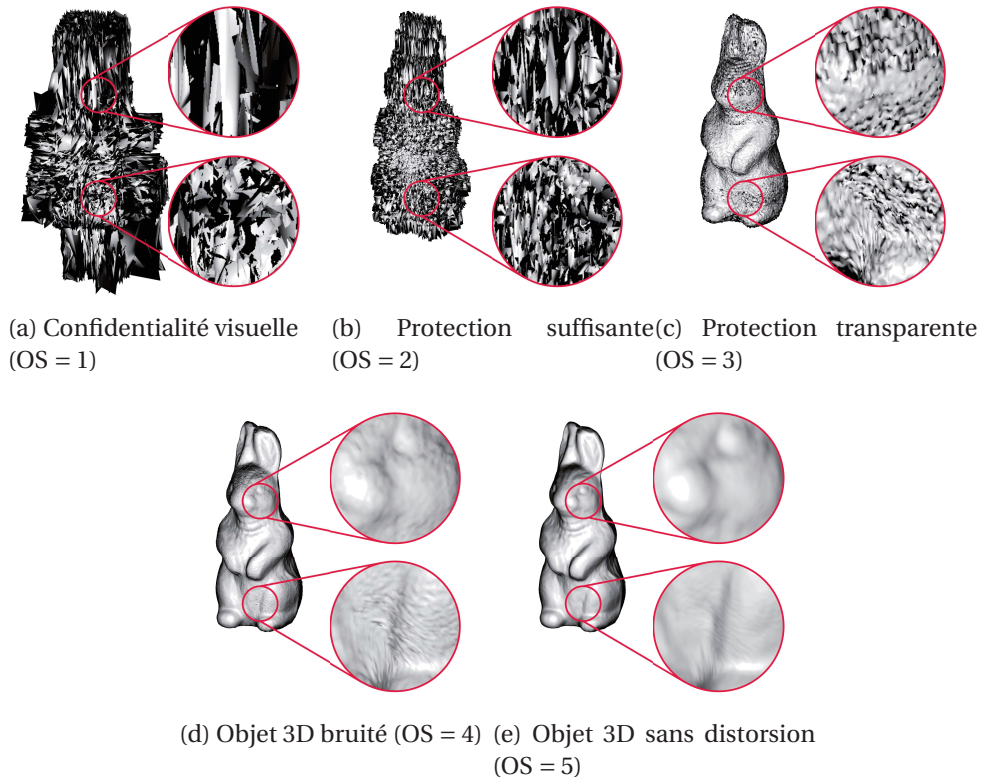 (a) Confidentialité visuelle
(OS = 1)
(b) Protection suffisante
(OS = 2)
(c) Protection transparente
(OS = 3)
(d) Objet 3D bruité (OS = 4)
(e) Objet 3D sans distorsion
(OS = 5)